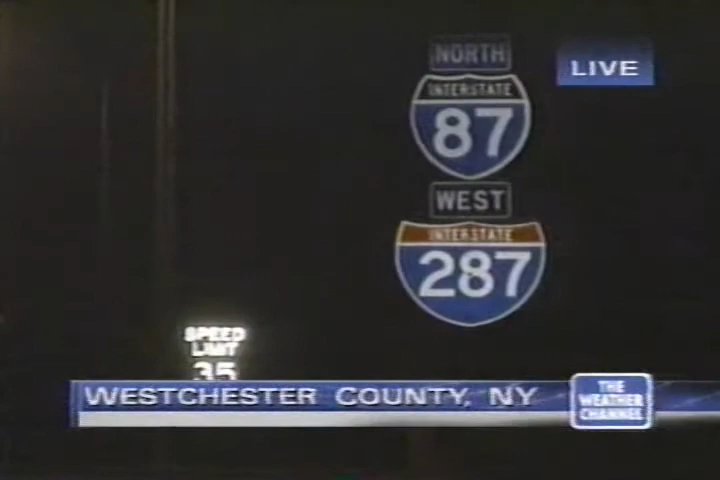 NORTH
INTERSTATE
87
WEST
INTERSTATE
287
LIVE
SPEED
LIMIT
35
WESTCHESTER COUNTY, NY
THE
WEATHER
CHANNEL